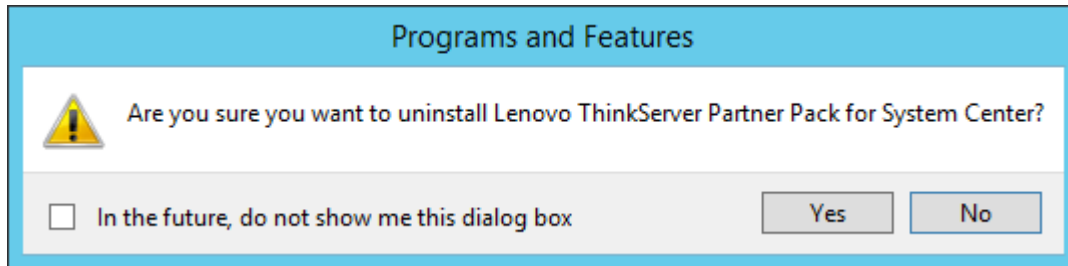 Programs and Features
Are you sure you want to uninstall Lenovo ThinkServer Partner Pack for System Center?
In the future, do not show me this dialog box
Yes
No